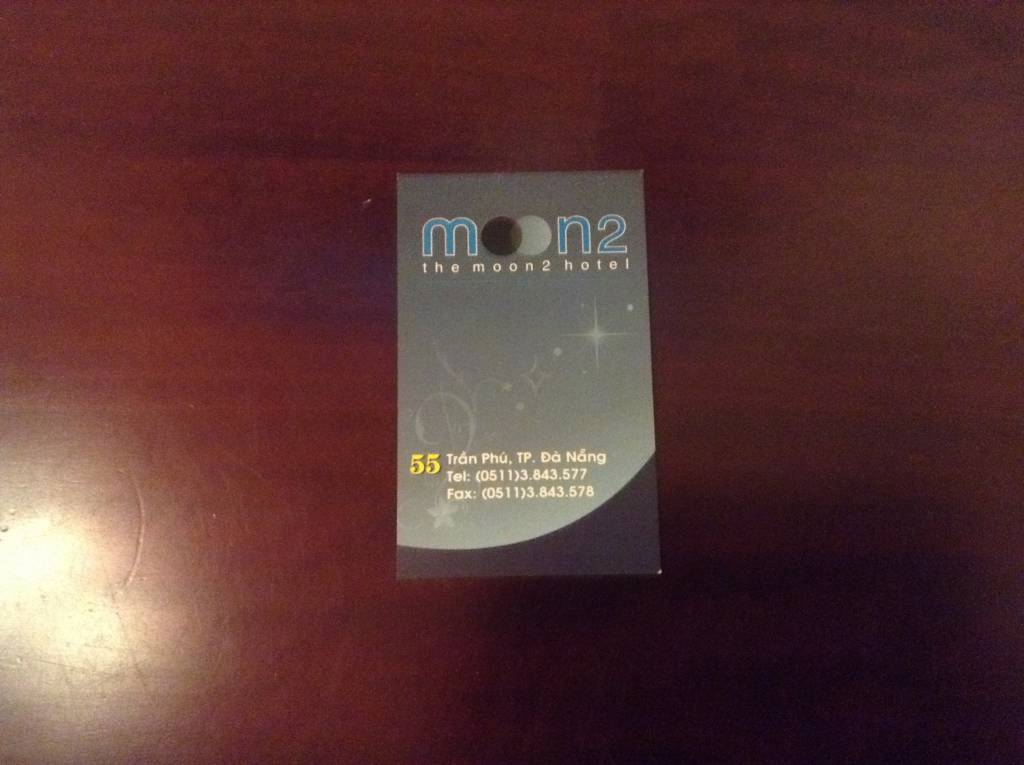 moon2
the moon2 hotel
55 Trần Phú, TP. Đà Nẵng
Tel: (0511)3.843.577
Fax: (0511)3.843.578